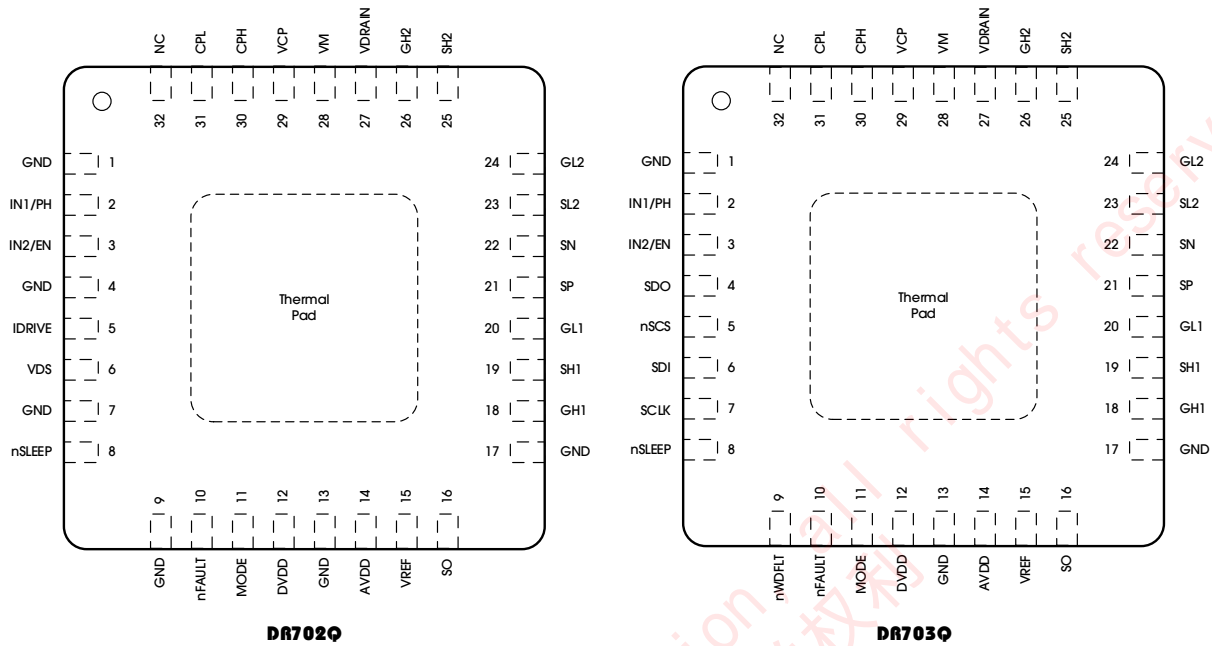 NC CPL CPH VCP VM VDRAIN GH2 SH2
32 31 30 29 28 27 26 25
GND 1
IN1/PH 2
IN2/EN 3
GND 4
IDRIVE 5
VDS 6
GND 7
nSLEEP 8
Thermal
Pad
24 GL2
23 SL2
22 SN
21 SP
20 GL1
19 SH1
18 GH1
17 GND
9 10 11 12 13 14 15 16
GND nFAULT MODE DVDD GND AVDD VREF SO
DR702Q
NC CPL CPH VCP VM VDRAIN GH2 SH2
32 31 30 29 28 27 26 25
GND 1
IN1/PH 2
IN2/EN 3
SDO 4
nSCS 5
SDI 6
SCLK 7
nSLEEP 8
Thermal
Pad
24 GL2
23 SL2
22 SN
21 SP
20 GL1
19 SH1
18 GH1
17 GND
9 10 11 12 13 14 15 16
nWDFLT nFAULT MODE DVDD GND AVDD VREF SO
DR703Q
all rights
权利